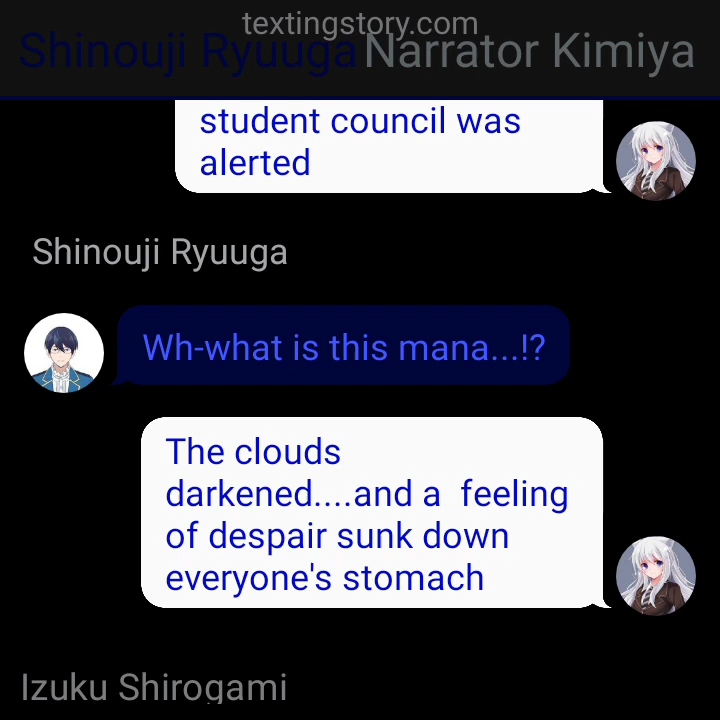 textingstory.com
Shinouji Ryuuga Narrator Kimiya
student council was
alerted
Shinouji Ryuuga
Wh-what is this mana...!?
The clouds
darkened....and a  feeling
of despair sunk down
everyone's stomach
Izuku Shirogami